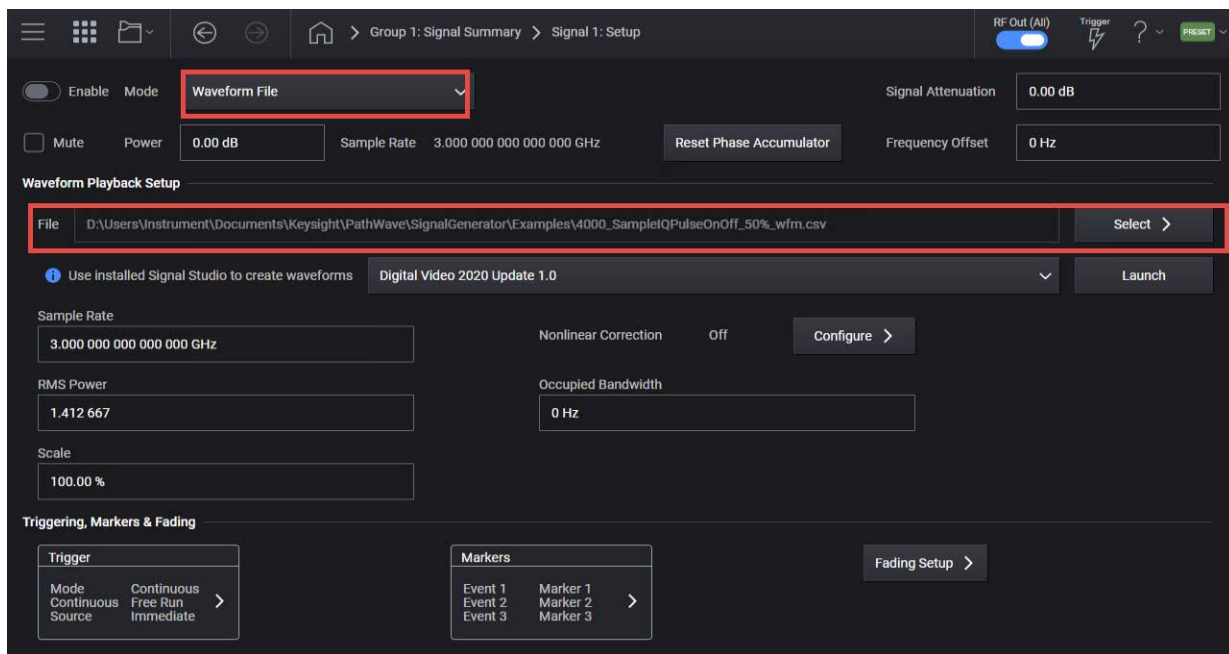 Group 1: Signal Summary > Signal 1: Setup
RF Out (All)
Trigger
?
PRESET
Enable Mode Waveform File
Signal Attenuation 0.00 dB
Mute Power 0.00 dB Sample Rate 3.000 000 000 000 000 GHz Reset Phase Accumulator Frequency Offset 0 Hz
Waveform Playback Setup
File D:\Users\Instrument\Documents\Keysight\PathWave\SignalGenerator\Examples\4000_SampleIQPulseOnOff_50%_wfm.csv Select >
Use installed Signal Studio to create waveforms Digital Video 2020 Update 1.0 Launch
Sample Rate
3.000 000 000 000 000 GHz
Nonlinear Correction Off Configure >
RMS Power
1.412 667
Occupied Bandwidth
0 Hz
Scale
100.00 %
Triggering, Markers & Fading
Trigger
Mode Continuous
Continuous Free Run
Source Immediate
Markers
Event 1 Marker 1
Event 2 Marker 2
Event 3 Marker 3
Fading Setup >